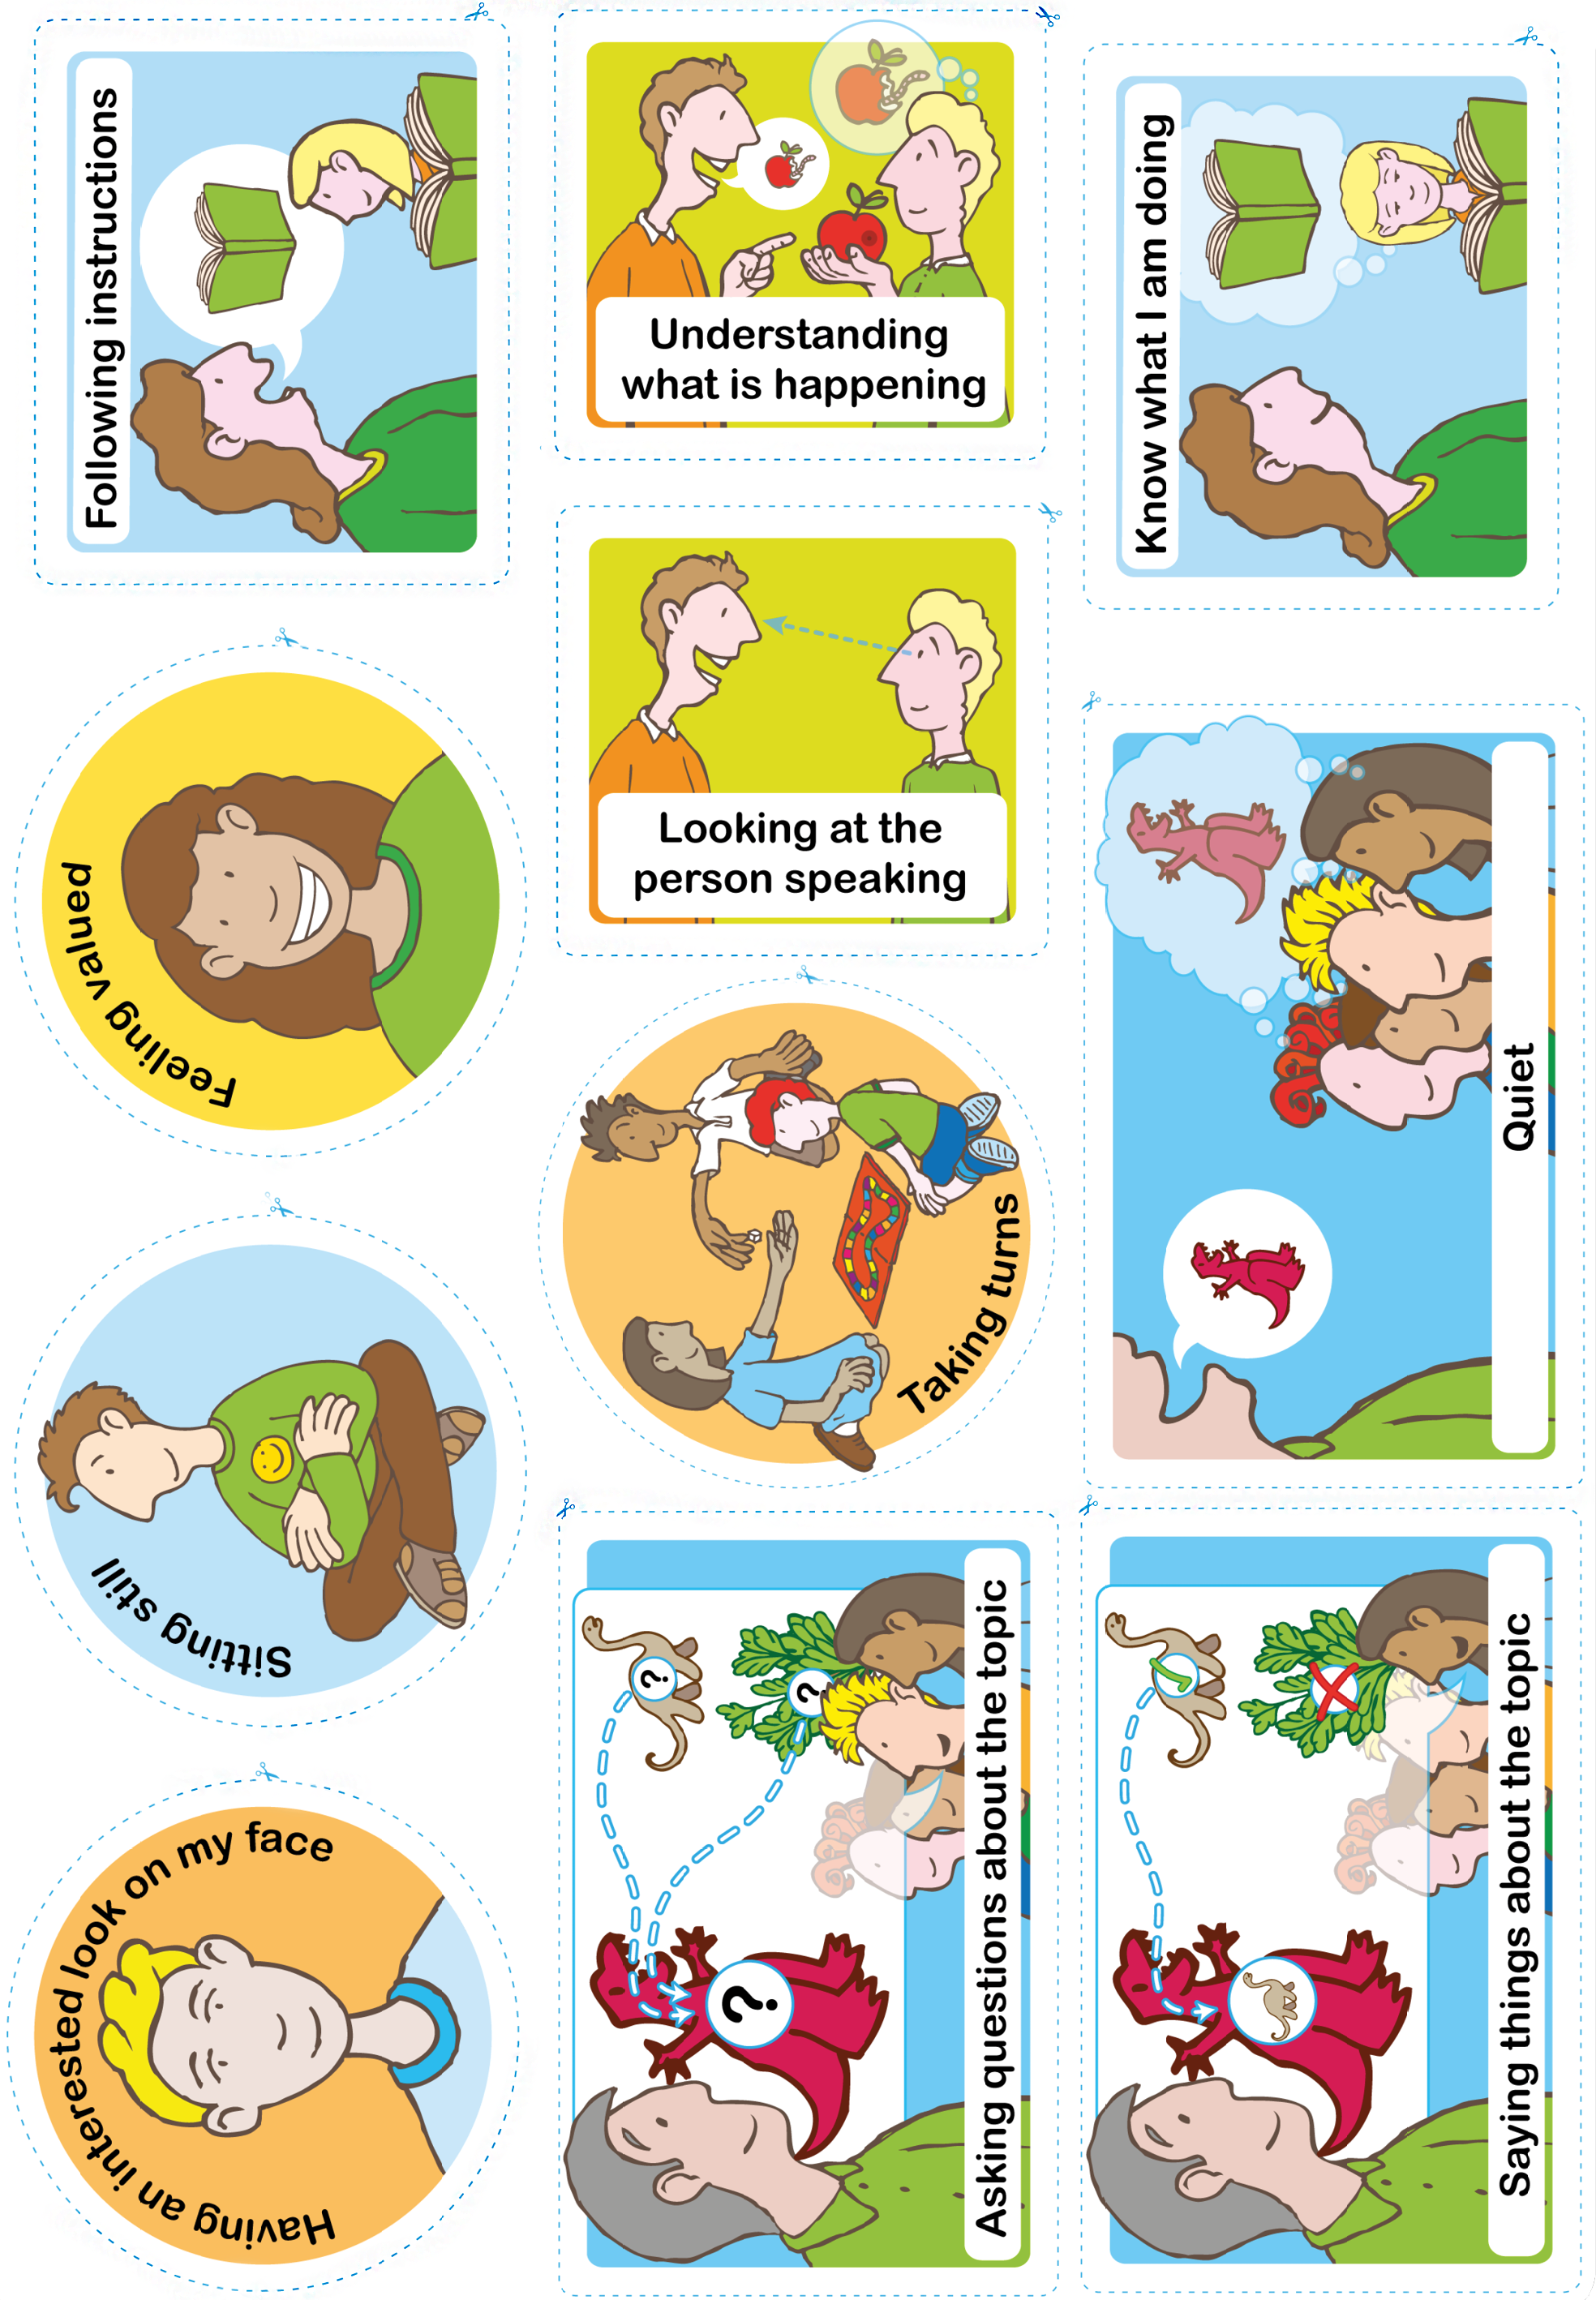 Following instructions
Understanding
what is happening
Know what I am doing
Feeling valued
Looking at the
person speaking
Quiet
Sitting still
Taking turns
Having an interested look on my face
?
?
?
Asking questions about the topic
Saying things about the topic